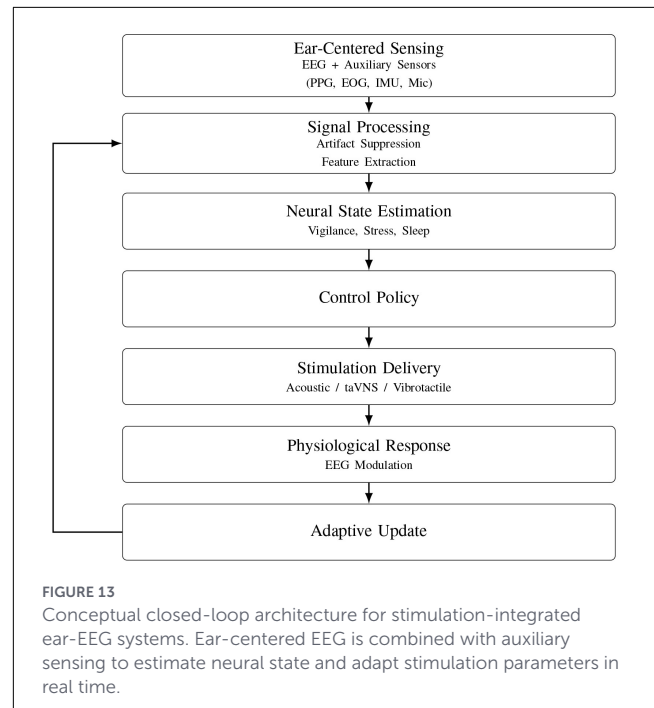 Ear-Centered Sensing
EEG + Auxiliary Sensors
(PPG, EOG, IMU, Mic)
Signal Processing
Artifact Suppression
Feature Extraction
Neural State Estimation
Vigilance, Stress, Sleep
Control Policy
Stimulation Delivery
Acoustic / taVNS / Vibrotactile
Physiological Response
EEG Modulation
Adaptive Update
FIGURE 13
Conceptual closed-loop architecture for stimulation-integrated
ear-EEG systems. Ear-centered EEG is combined with auxiliary
sensing to estimate neural state and adapt stimulation parameters in
real time.